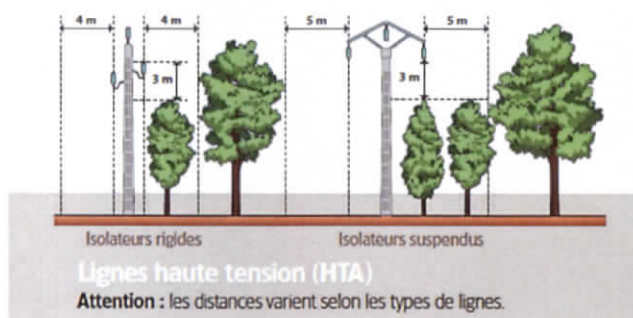 4 m 4 m 5 m 5 m
3 m 3 m
Isolateurs rigides Isolateurs suspendus
Lignes haute tension (HTA)
Attention : les distances varient selon les types de lignes.